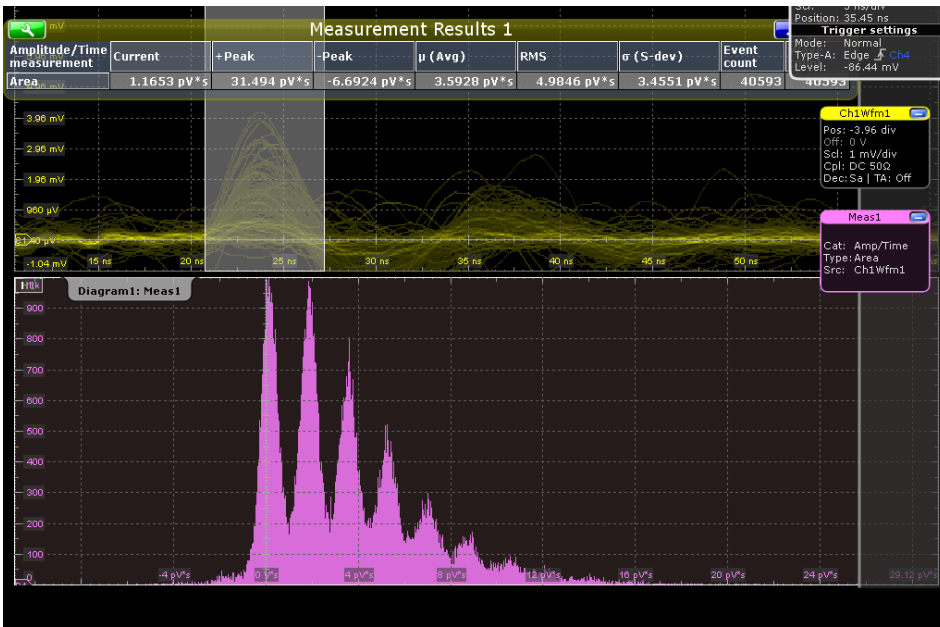 Measurement Results 1
Amplitude/Time measurement Current +Peak -Peak µ (Avg) RMS σ (S-dev) Event count
Area 1.1653 pV*s 31.494 pV*s -6.6924 pV*s 3.5928 pV*s 4.9846 pV*s 3.4551 pV*s 40593 40593
Position: 35.45 ns
Trigger settings
Mode: Normal
Type-A: Edge Ch4
Level: -86.44 mV
3.96 mV
2.96 mV
1.96 mV
960 µV
-1.04 mV 15 ns 20 ns 25 ns 30 ns 35 ns 40 ns 45 ns 50 ns
Ch1Wfm1
Pos: -3.96 div
Off: 0 V
Scl: 1 mV/div
Cpl: DC 50Ω
Dec: Sa | TA: Off
Meas1
Cat: Amp/Time
Type: Area
Src: Ch1Wfm1
Diagram1: Meas1
900
800
700
600
500
400
300
200
100
0 -4 pV*s 0 V*s 4 pV*s 8 pV*s 12 pV*s 16 pV*s 20 pV*s 24 pV*s 29.12 pV*s